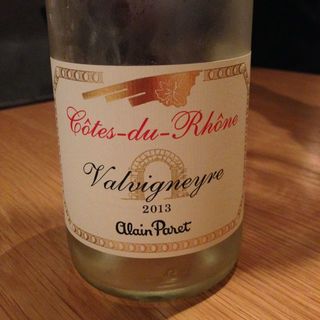 Côtes-du-Rhône
Valvigneyre
2013
Alain Paret